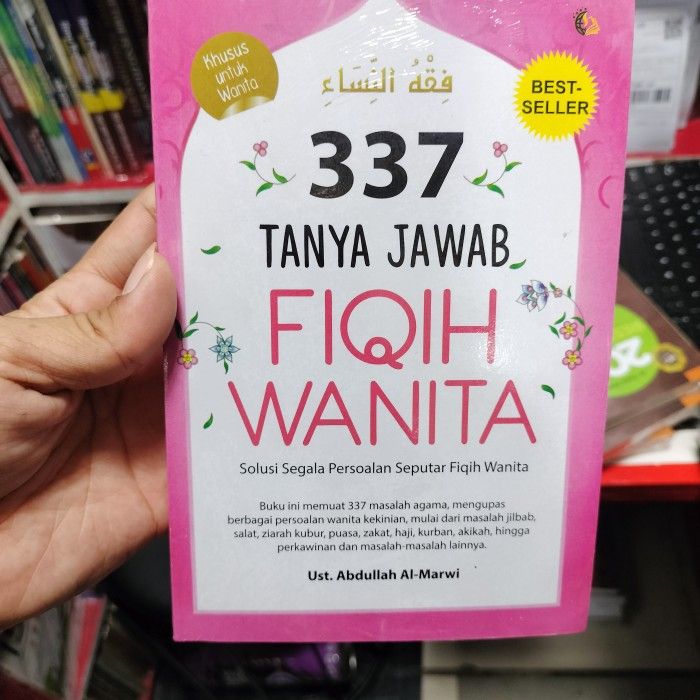 Khusus
untuk
Wanita
فِقْهُ النِّسَاءِ
BEST-
SELLER
337
TANYA JAWAB
FIQIH
WANITA
Solusi Segala Persoalan Seputar Fiqih Wanita
Buku ini memuat 337 masalah agama, mengupas
berbagai persoalan wanita kekinian, mulai dari masalah jilbab,
salat, ziarah kubur, puasa, zakat, haji, kurban, akikah, hingga
perkawinan dan masalah-masalah lainnya.
Ust. Abdullah Al-Marwi